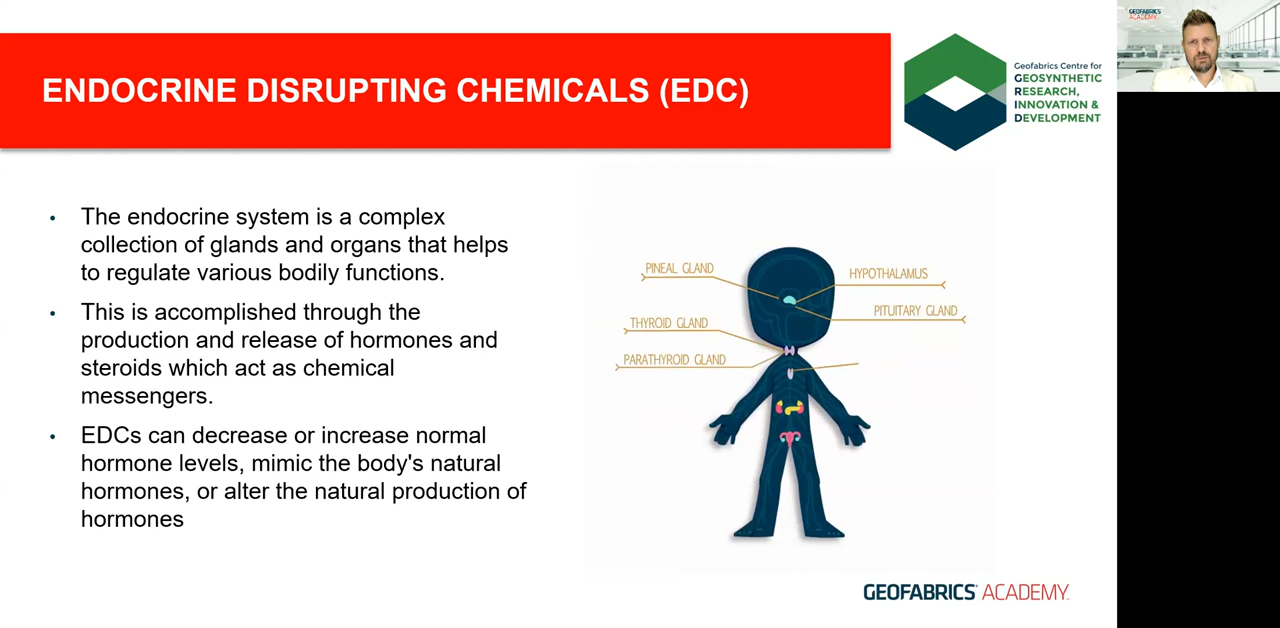 ENDOCRINE DISRUPTING CHEMICALS (EDC)
Geofabrics Centre for
GEOSYNTHETIC
RESEARCH,
INNOVATION &
DEVELOPMENT
GEOFABRICS
ACADEMY
• The endocrine system is a complex
collection of glands and organs that helps
to regulate various bodily functions.
• This is accomplished through the
production and release of hormones and
steroids which act as chemical
messengers.
• EDCs can decrease or increase normal
hormone levels, mimic the body's natural
hormones, or alter the natural production of
hormones
PINEAL GLAND
HYPOTHALAMUS
PITUITARY GLAND
THYROID GLAND
PARATHYROID GLAND
GEOFABRICS ACADEMY